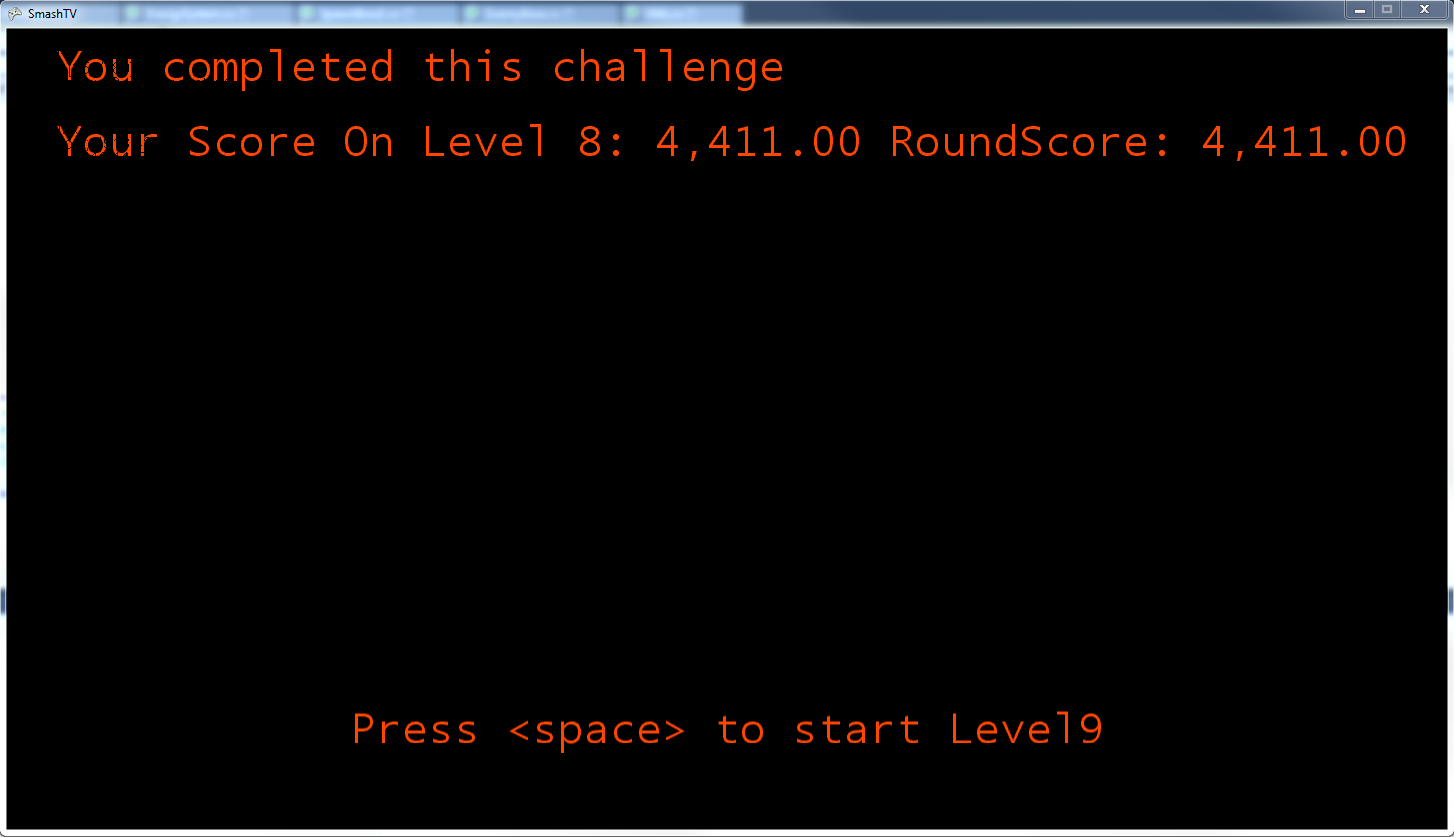 SmashTV
You completed this challenge
Your Score On Level 8: 4,411.00 RoundScore: 4,411.00
Press <space> to start Level9